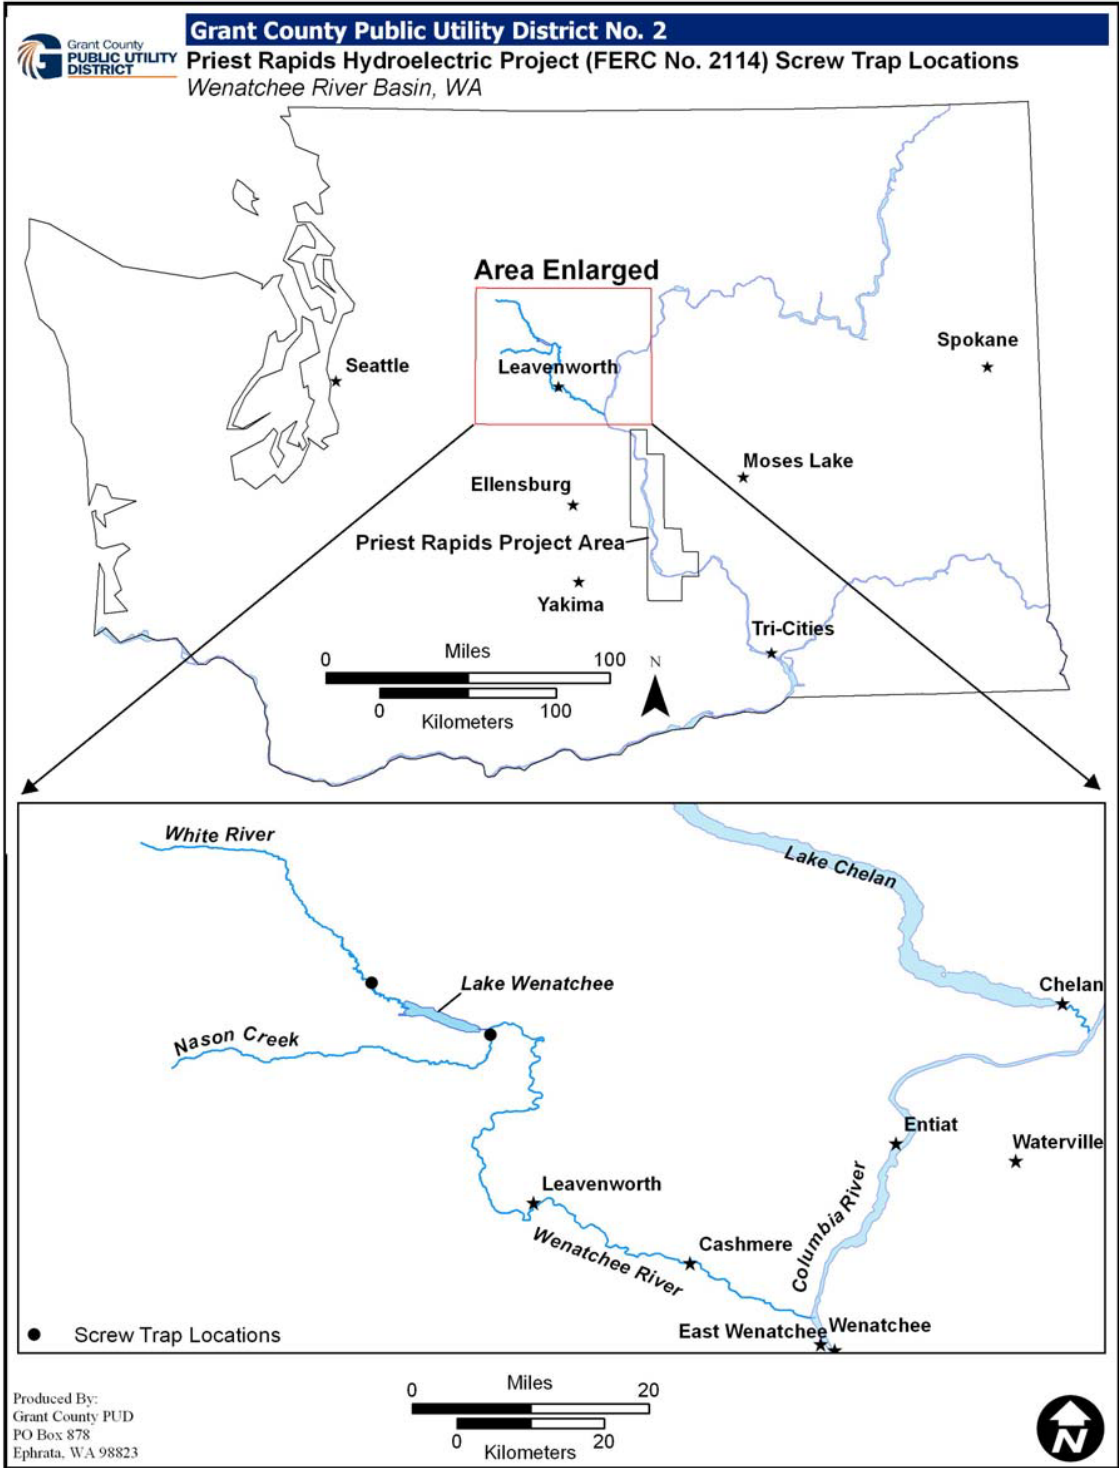 Grant County Public Utility District No. 2
Grant County
PUBLIC UTILITY
DISTRICT
Priest Rapids Hydroelectric Project (FERC No. 2114) Screw Trap Locations
Wenatchee River Basin, WA
Area Enlarged
Seattle
Leavenworth
Spokane
Moses Lake
Ellensburg
Priest Rapids Project Area
Yakima
Tri-Cities
Miles
0 100
N
0 100
Kilometers
White River
Lake Chelan
Lake Wenatchee
Chelan
Nason Creek
Entiat
Waterville
Columbia River
Leavenworth
Wenatchee River
Cashmere
East Wenatchee
Wenatchee
Screw Trap Locations
Miles
0 20
0 20
Kilometers
Produced By:
Grant County PUD
PO Box 878
Ephrata, WA 98823
N